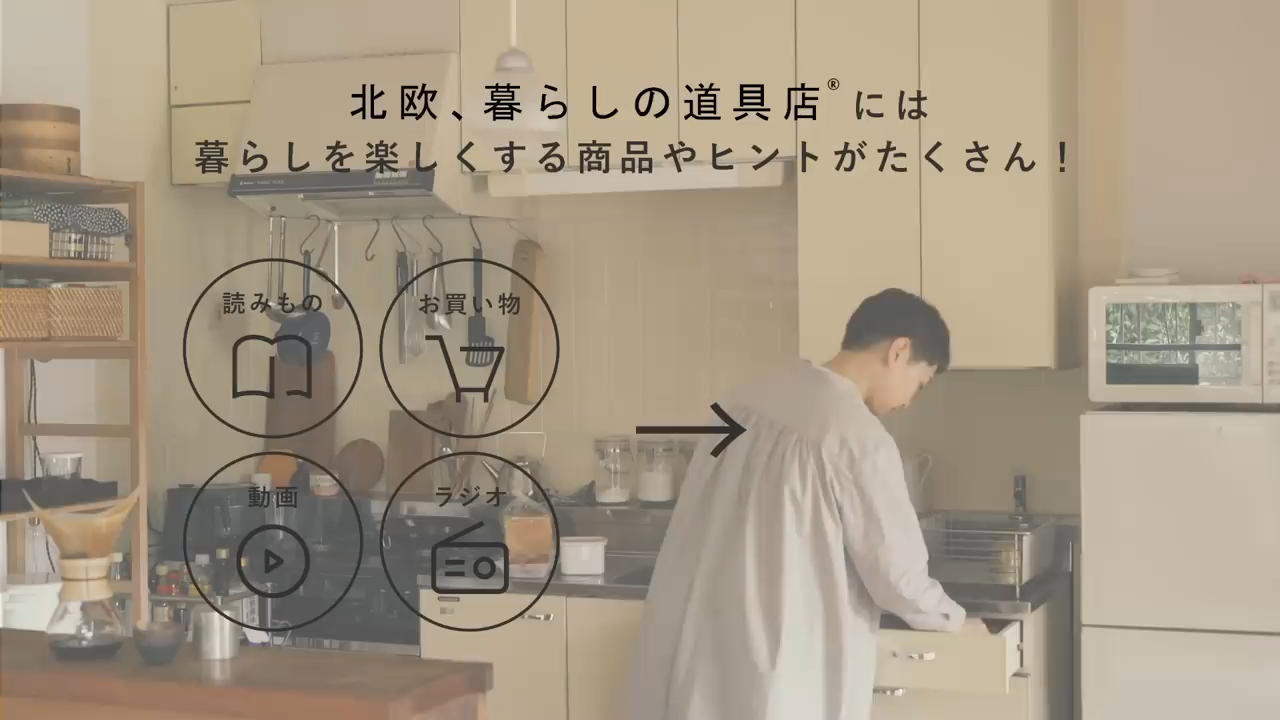 北欧、暮らしの道具店®には
暮らしを楽しくする商品やヒントがたくさん！
読みもの
お買い物
動画
ラジオ